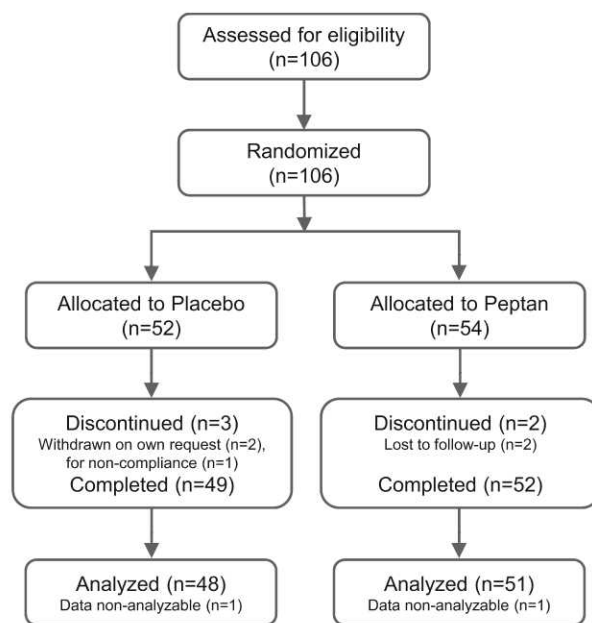 Assessed for eligibility
(n=106)
Randomized
(n=106)
Allocated to Placebo
(n=52)
Allocated to Peptan
(n=54)
Discontinued (n=3)
Withdrawn on own request (n=2),
for non-compliance (n=1)
Completed (n=49)
Discontinued (n=2)
Lost to follow-up (n=2)
Completed (n=52)
Analyzed (n=48)
Data non-analyzable (n=1)
Analyzed (n=51)
Data non-analyzable (n=1)